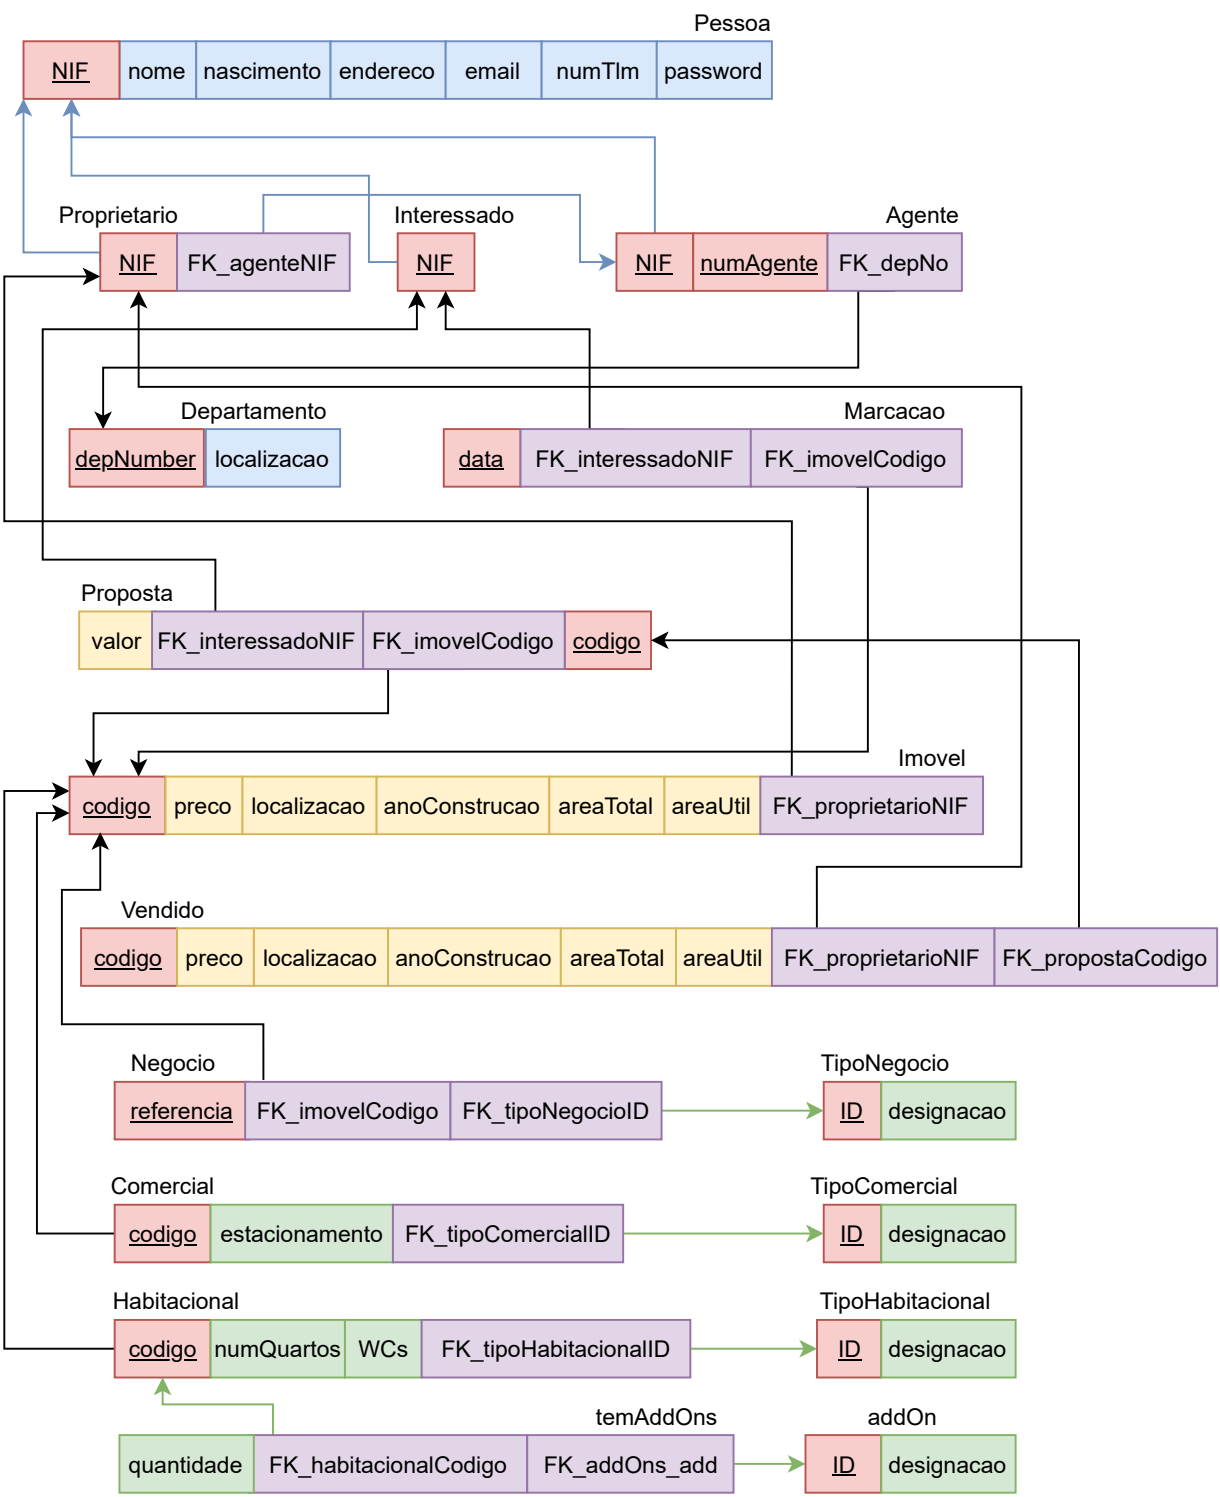 Pessoa
NIF nome nascimento endereco email numTlm password
Proprietario Interessado Agente
NIF FK_agenteNIF NIF NIF numAgente FK_depNo
Departamento Marcacao
depNumber localizacao data FK_interessadoNIF FK_imovelCodigo
Proposta
valor FK_interessadoNIF FK_imovelCodigo codigo
Imovel
codigo preco localizacao anoConstrucao areaTotal areaUtil FK_proprietarioNIF
Vendido
codigo preco localizacao anoConstrucao areaTotal areaUtil FK_proprietarioNIF FK_propostaCodigo
Negocio TipoNegocio
referencia FK_imovelCodigo FK_tipoNegocioID ID designacao
Comercial TipoComercial
codigo estacionamento FK_tipoComercialID ID designacao
Habitacional TipoHabitacional
codigo numQuartos WCs FK_tipoHabitacionalID ID designacao
temAddOns addOn
quantidade FK_habitacionalCodigo FK_addOns_add ID designacao